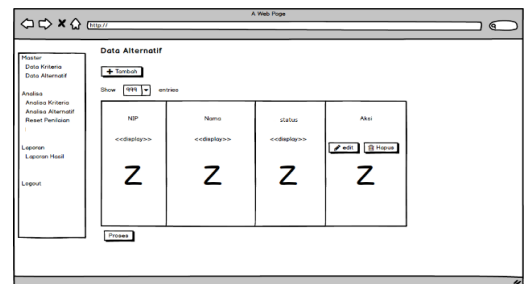 A Web Page
http://
Master
Data Kriteria
Data Alternatif
Analisa
Analisa Kriteria
Analisa Alternatif
Reset Penilaian
Laporan
Laporan Hasil
Logout
Data Alternatif
+ Tambah
Show 999 entries
NIP Nama status Aksi
<<display>> <<display>> <<display>>
edit Hapus
Z Z Z Z
Proses